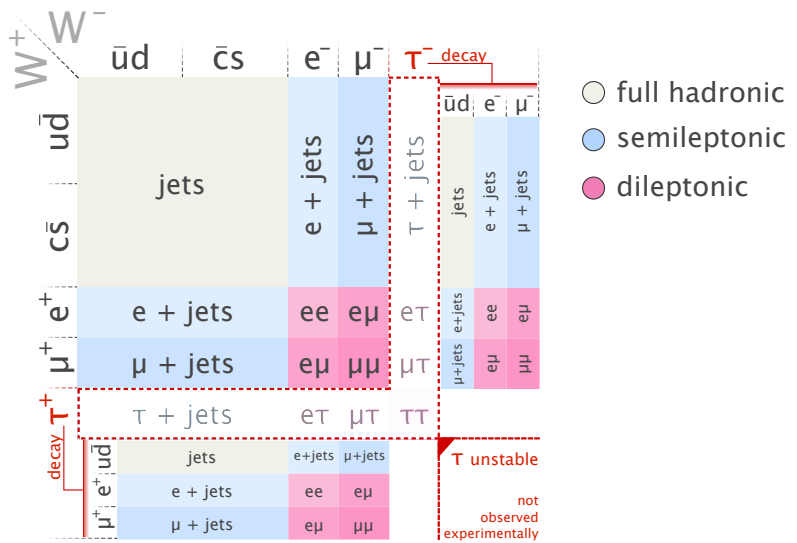 W⁺ W⁻
ūd c̄s e⁻ μ⁻ τ⁻ decay
ūd e⁻ μ⁻
full hadronic
semileptonic
dileptonic
ud̄ jets e + jets μ + jets τ + jets jets e + jets μ + jets
cs̄
e⁺ e + jets ee eμ eτ e+jets ee eμ
μ⁺ μ + jets eμ μμ μτ μ+jets eμ μμ
τ⁺ τ + jets eτ μτ ττ
decay
ud̄ jets e+jets μ+jets
e⁺ e + jets ee eμ
μ⁺ μ + jets eμ μμ
τ unstable
not
observed
experimentally